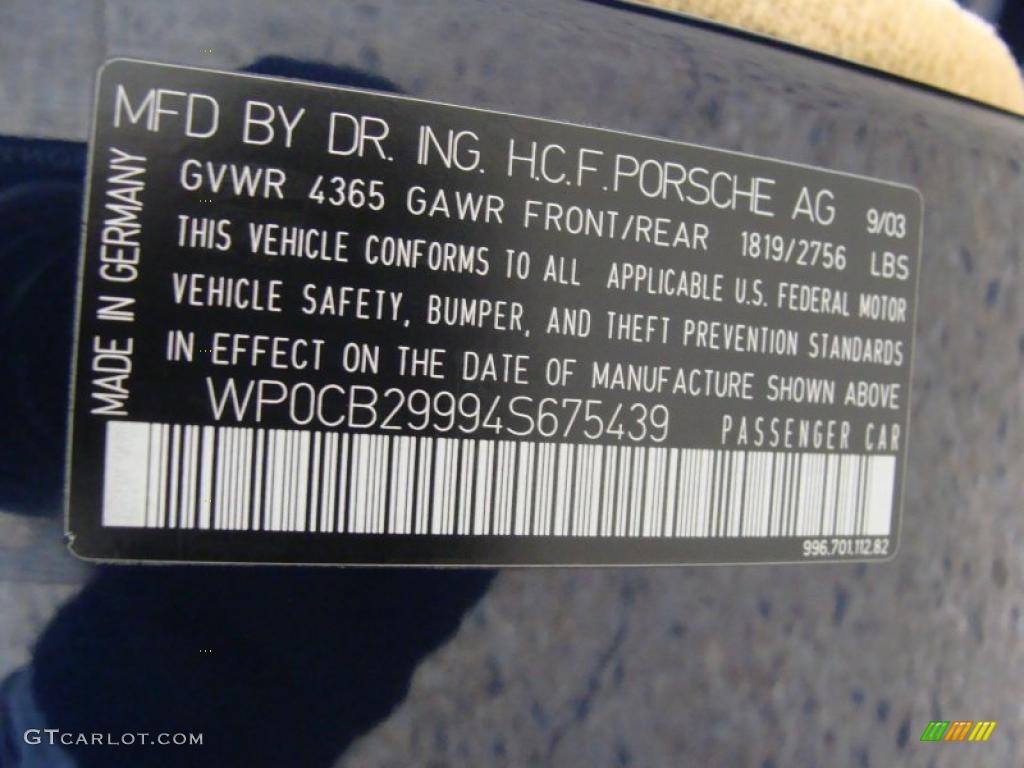 MFD BY DR. ING. H.C.F. PORSCHE AG 9/03
GVWR 4365 GAWR FRONT/REAR 1819/2756 LBS
THIS VEHICLE CONFORMS TO ALL APPLICABLE U.S. FEDERAL MOTOR
VEHICLE SAFETY, BUMPER, AND THEFT PREVENTION STANDARDS
IN EFFECT ON THE DATE OF MANUFACTURE SHOWN ABOVE
WP0CB29994S675439 PASSENGER CAR
996.701.112.82
MADE IN GERMANY
GTCARLOT.COM